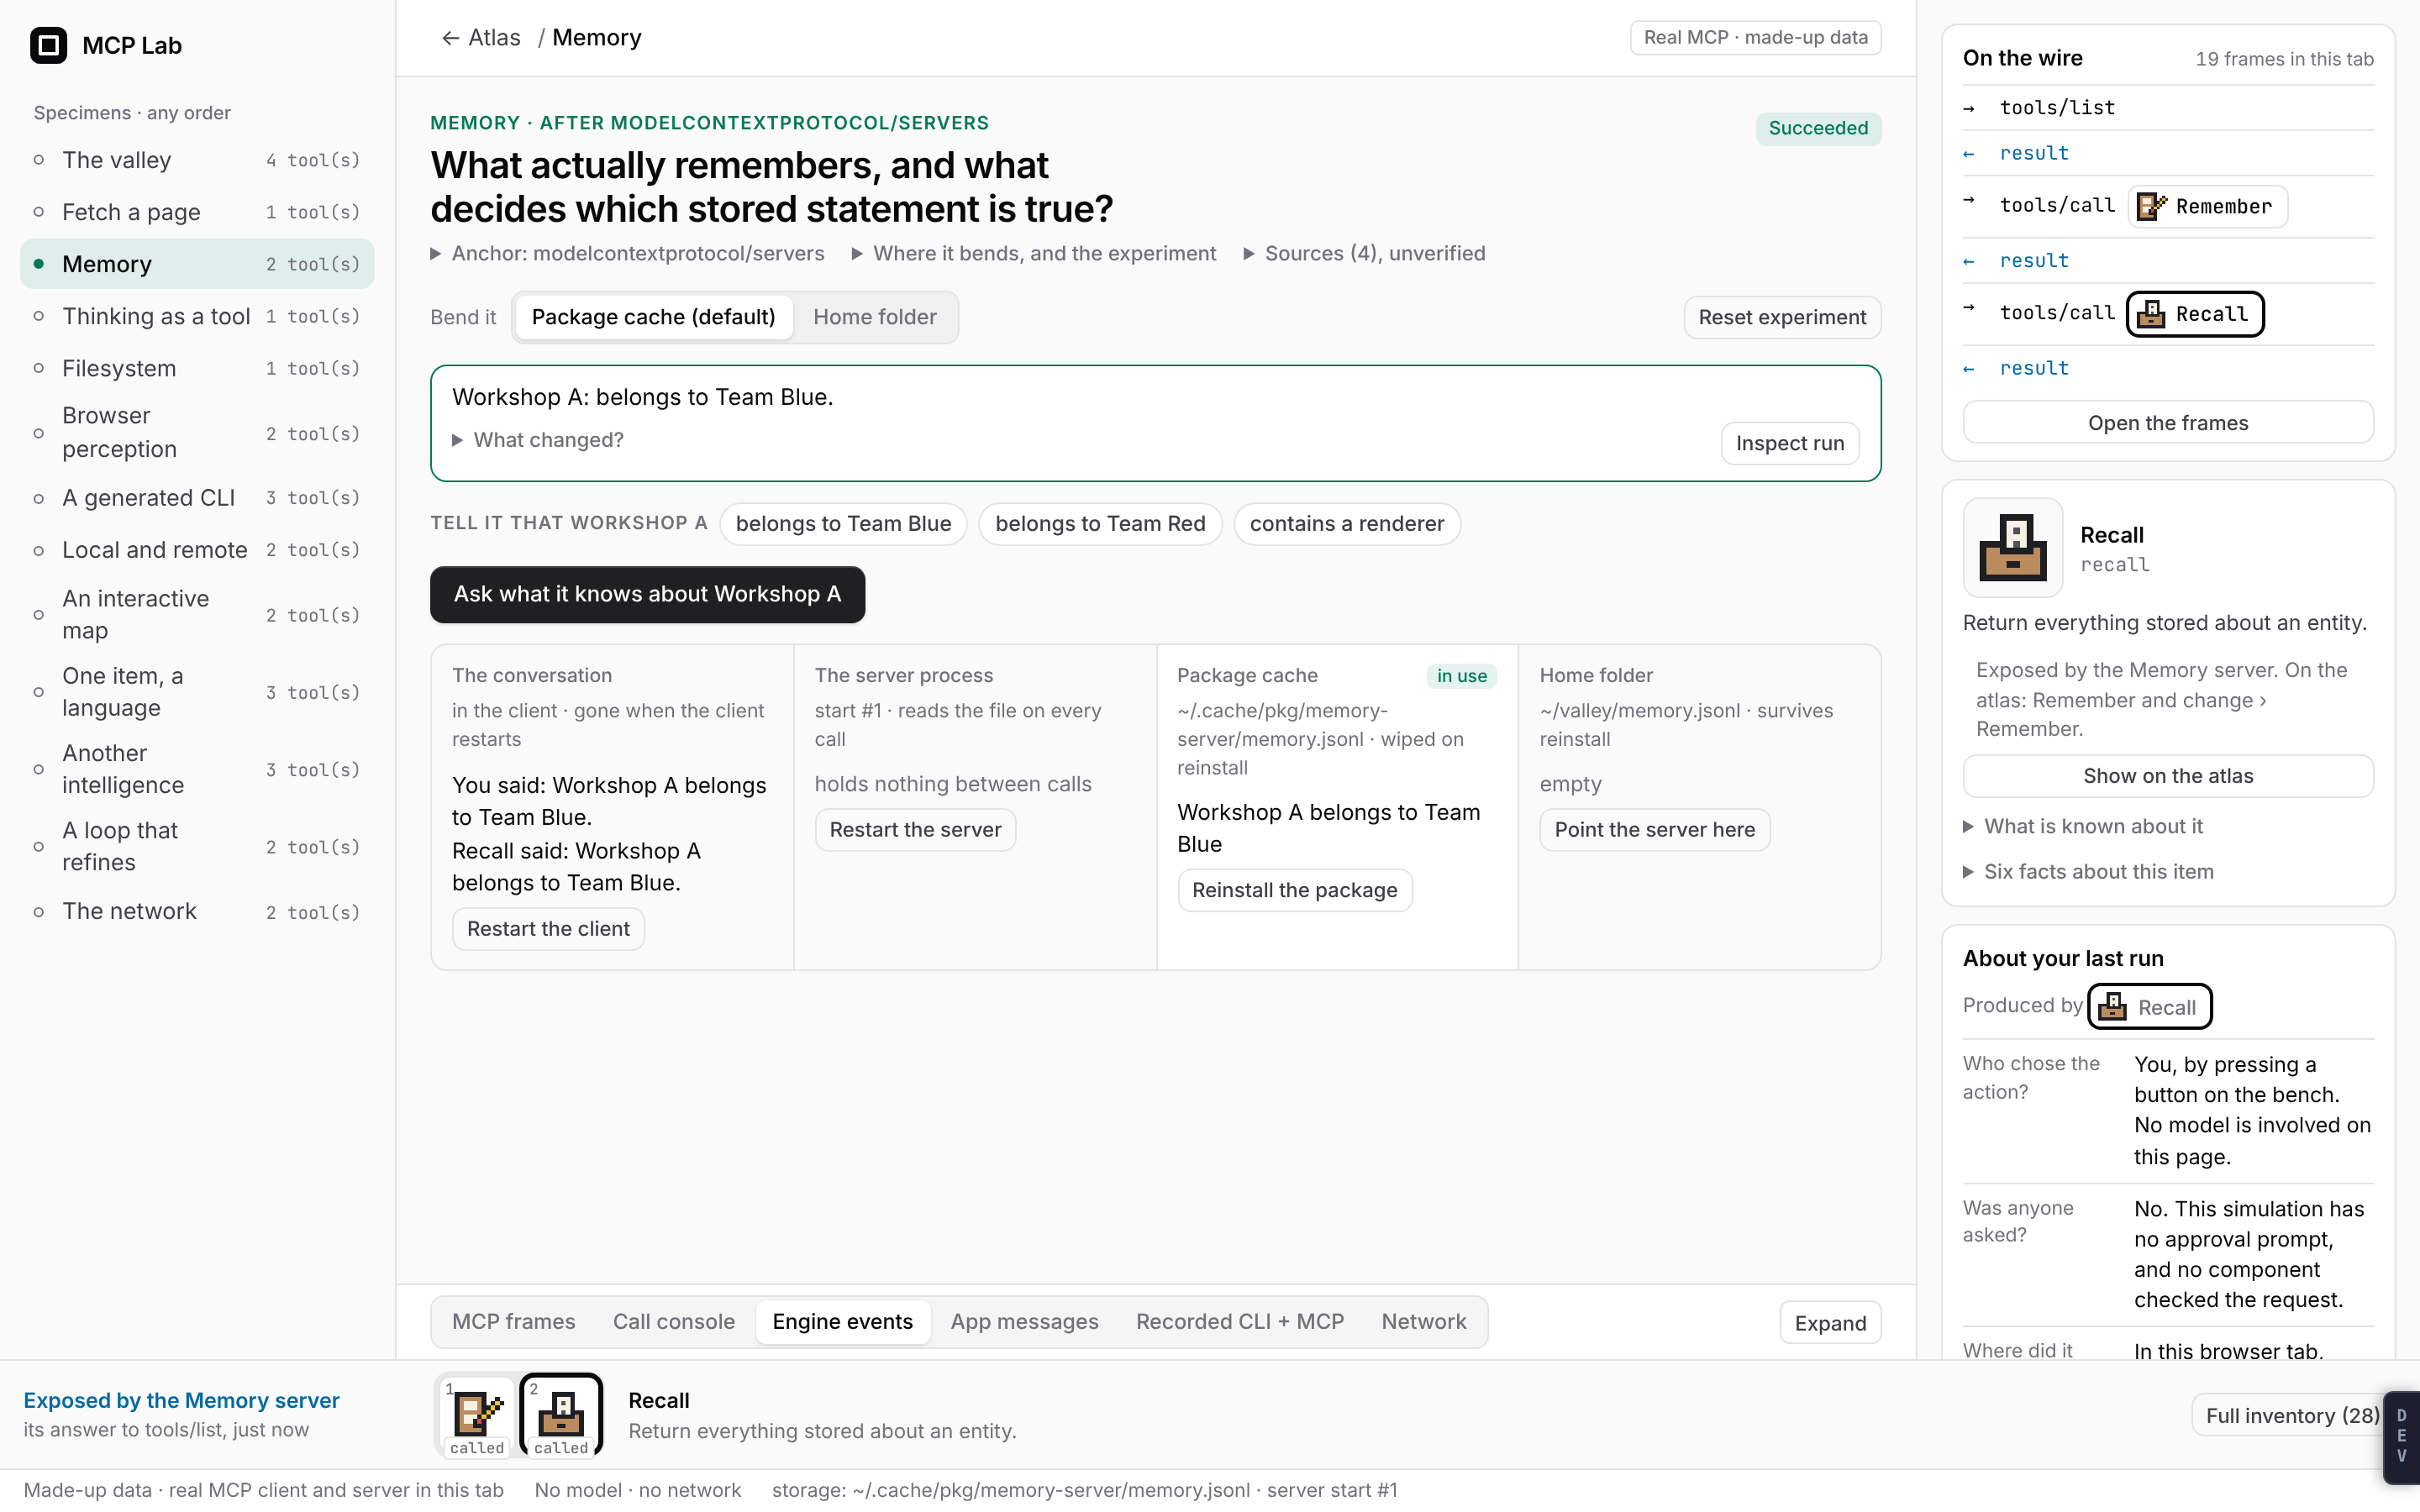 MCP Lab
Specimens · any order
The valley 4 tool(s)
Fetch a page 1 tool(s)
Memory 2 tool(s)
Thinking as a tool 1 tool(s)
Filesystem 1 tool(s)
Browser
perception 2 tool(s)
A generated CLI 3 tool(s)
Local and remote 2 tool(s)
An interactive
map 2 tool(s)
One item, a
language 3 tool(s)
Another
intelligence 3 tool(s)
A loop that
refines 2 tool(s)
The network 2 tool(s)
← Atlas / Memory
Real MCP · made-up data
MEMORY · AFTER MODELCONTEXTPROTOCOL/SERVERS
Succeeded
What actually remembers, and what
decides which stored statement is true?
▶ Anchor: modelcontextprotocol/servers ▶ Where it bends, and the experiment ▶ Sources (4), unverified
Bend it Package cache (default) Home folder
Reset experiment
Workshop A: belongs to Team Blue.
▶ What changed?
Inspect run
TELL IT THAT WORKSHOP A belongs to Team Blue belongs to Team Red contains a renderer
Ask what it knows about Workshop A
The conversation
in the client · gone when the client
restarts
You said: Workshop A belongs
to Team Blue.
Recall said: Workshop A
belongs to Team Blue.
Restart the client
The server process
start #1 · reads the file on every
call
holds nothing between calls
Restart the server
Package cache in use
~/.cache/pkg/memory-
server/memory.jsonl · wiped on
reinstall
Workshop A belongs to Team
Blue
Reinstall the package
Home folder
~/valley/memory.jsonl · survives
reinstall
empty
Point the server here
MCP frames Call console Engine events App messages Recorded CLI + MCP Network
Expand
On the wire 19 frames in this tab
→ tools/list
← result
→ tools/call Remember
← result
→ tools/call Recall
← result
Open the frames
Recall
recall
Return everything stored about an entity.
Exposed by the Memory server. On the
atlas: Remember and change ›
Remember.
Show on the atlas
▶ What is known about it
▶ Six facts about this item
About your last run
Produced by Recall
Who chose the
action?
You, by pressing a
button on the bench.
No model is involved on
this page.
Was anyone
asked?
No. This simulation has
no approval prompt,
and no component
checked the request.
Where did it
In this browser tab,
Exposed by the Memory server
its answer to tools/list, just now
1 called
2 called
Recall
Return everything stored about an entity.
Full inventory (28)
DEV
Made-up data · real MCP client and server in this tab No model · no network storage: ~/.cache/pkg/memory-server/memory.jsonl · server start #1